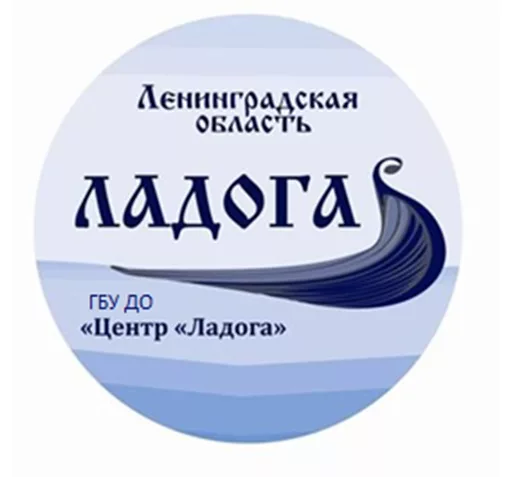 Ленинградская
область
ЛАДОГА
ГБУ ДО
«Центр «Ладога»